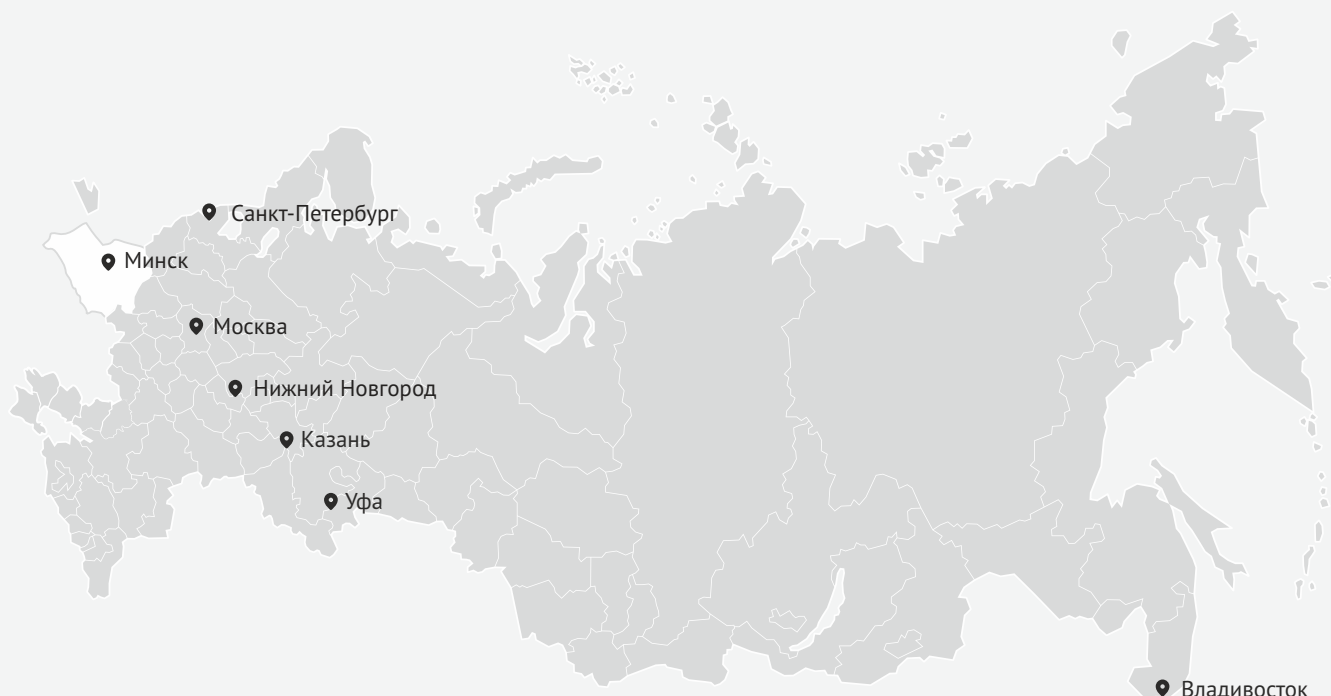 Санкт-Петербург
Минск
Москва
Нижний Новгород
Казань
Уфа
Владивосток